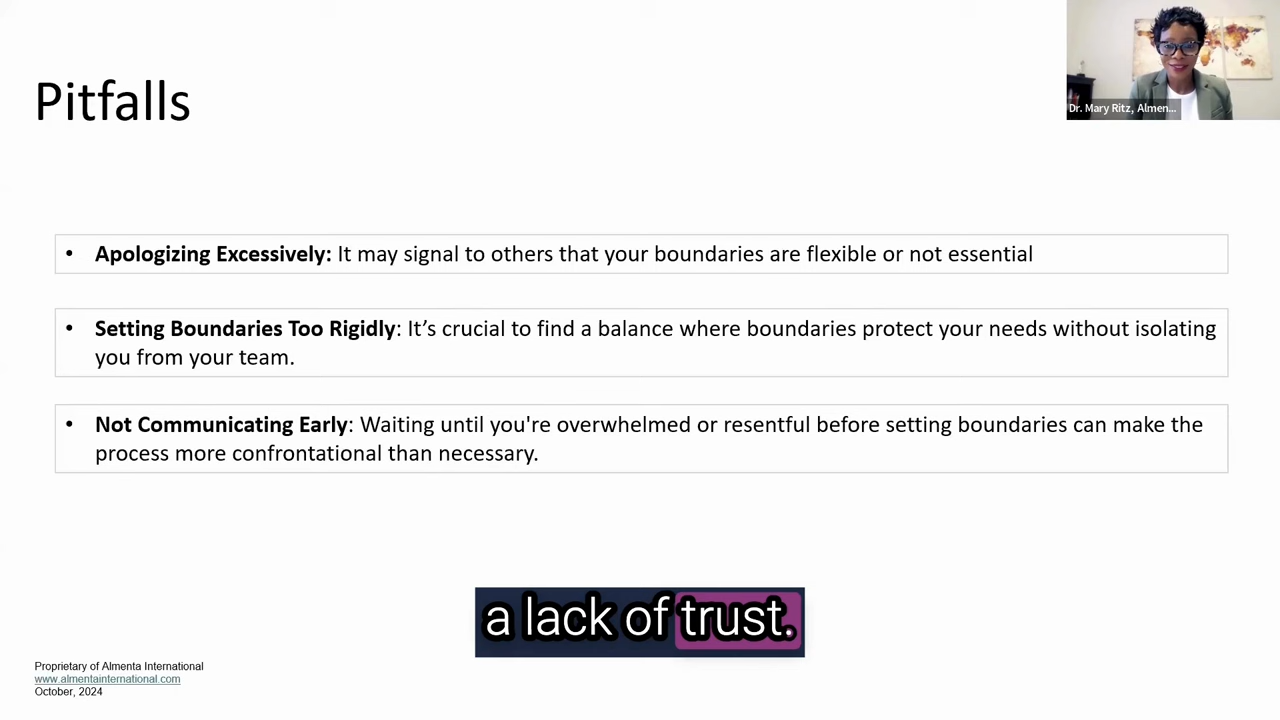 Pitfalls
Dr. Mary Ritz, Almen...
• Apologizing Excessively: It may signal to others that your boundaries are flexible or not essential
• Setting Boundaries Too Rigidly: It’s crucial to find a balance where boundaries protect your needs without isolating
you from your team.
• Not Communicating Early: Waiting until you're overwhelmed or resentful before setting boundaries can make the
process more confrontational than necessary.
a lack of trust.
Proprietary of Almenta International
www.almentainternational.com
October, 2024